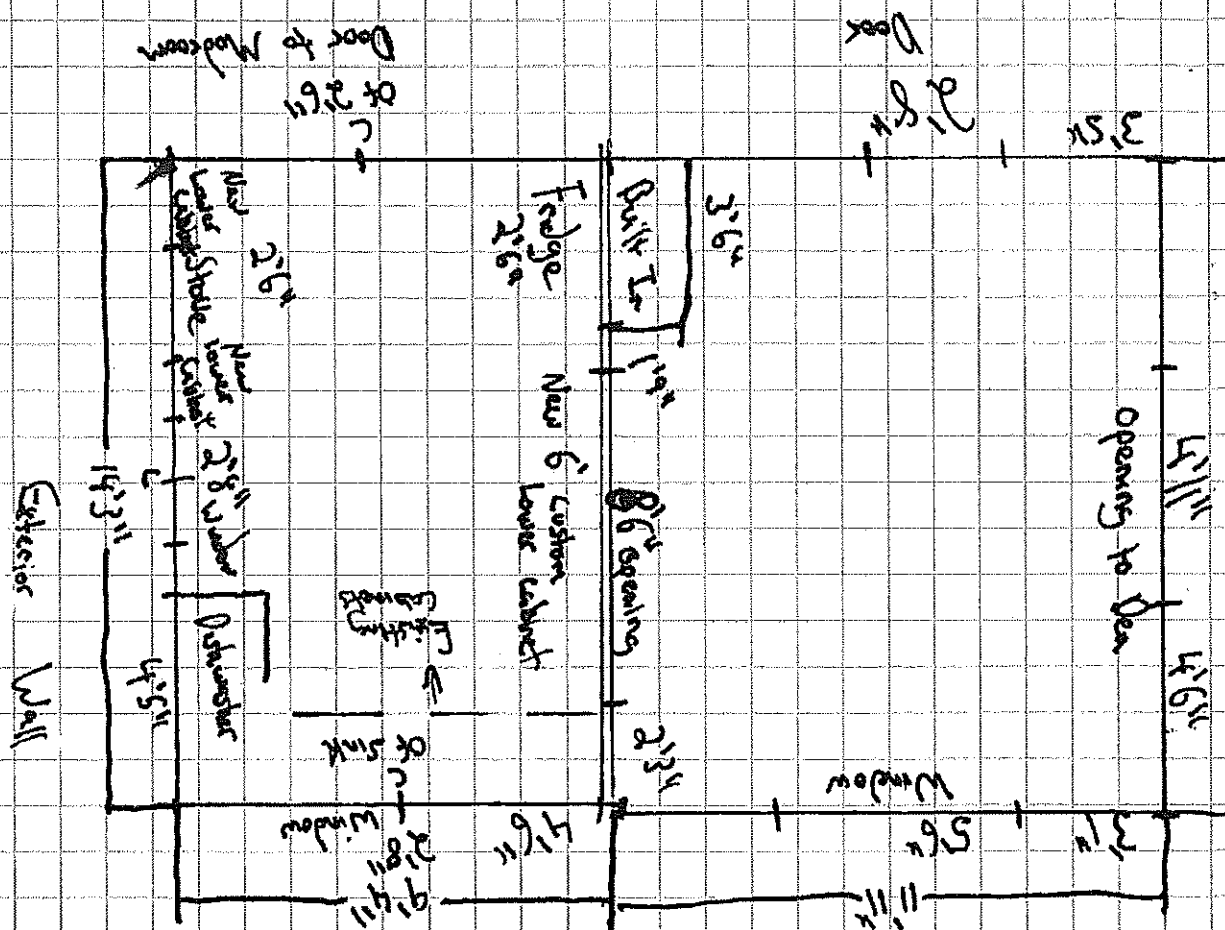 Door to Mudroom
of 2'6"
C
Door
2'8"
3'2"
New
Lower
Cabinet
Stove
2'6"
New
Lower
Cabinet
C
2'8" Window
Dishwasher
4'5"
14'3"
Exterior Wall
Fridge
2'6"
Built In
3'6"
1'9"
New 6' Custom
Lower Cabinet
8'6" Opening
2'3"
Existing
Cabinets
of Sink
C
Window
2'8"
4'6"
9'4"
Opening to Den
4'11"
4'6"
Window
5'6"
3'1"
11'11"